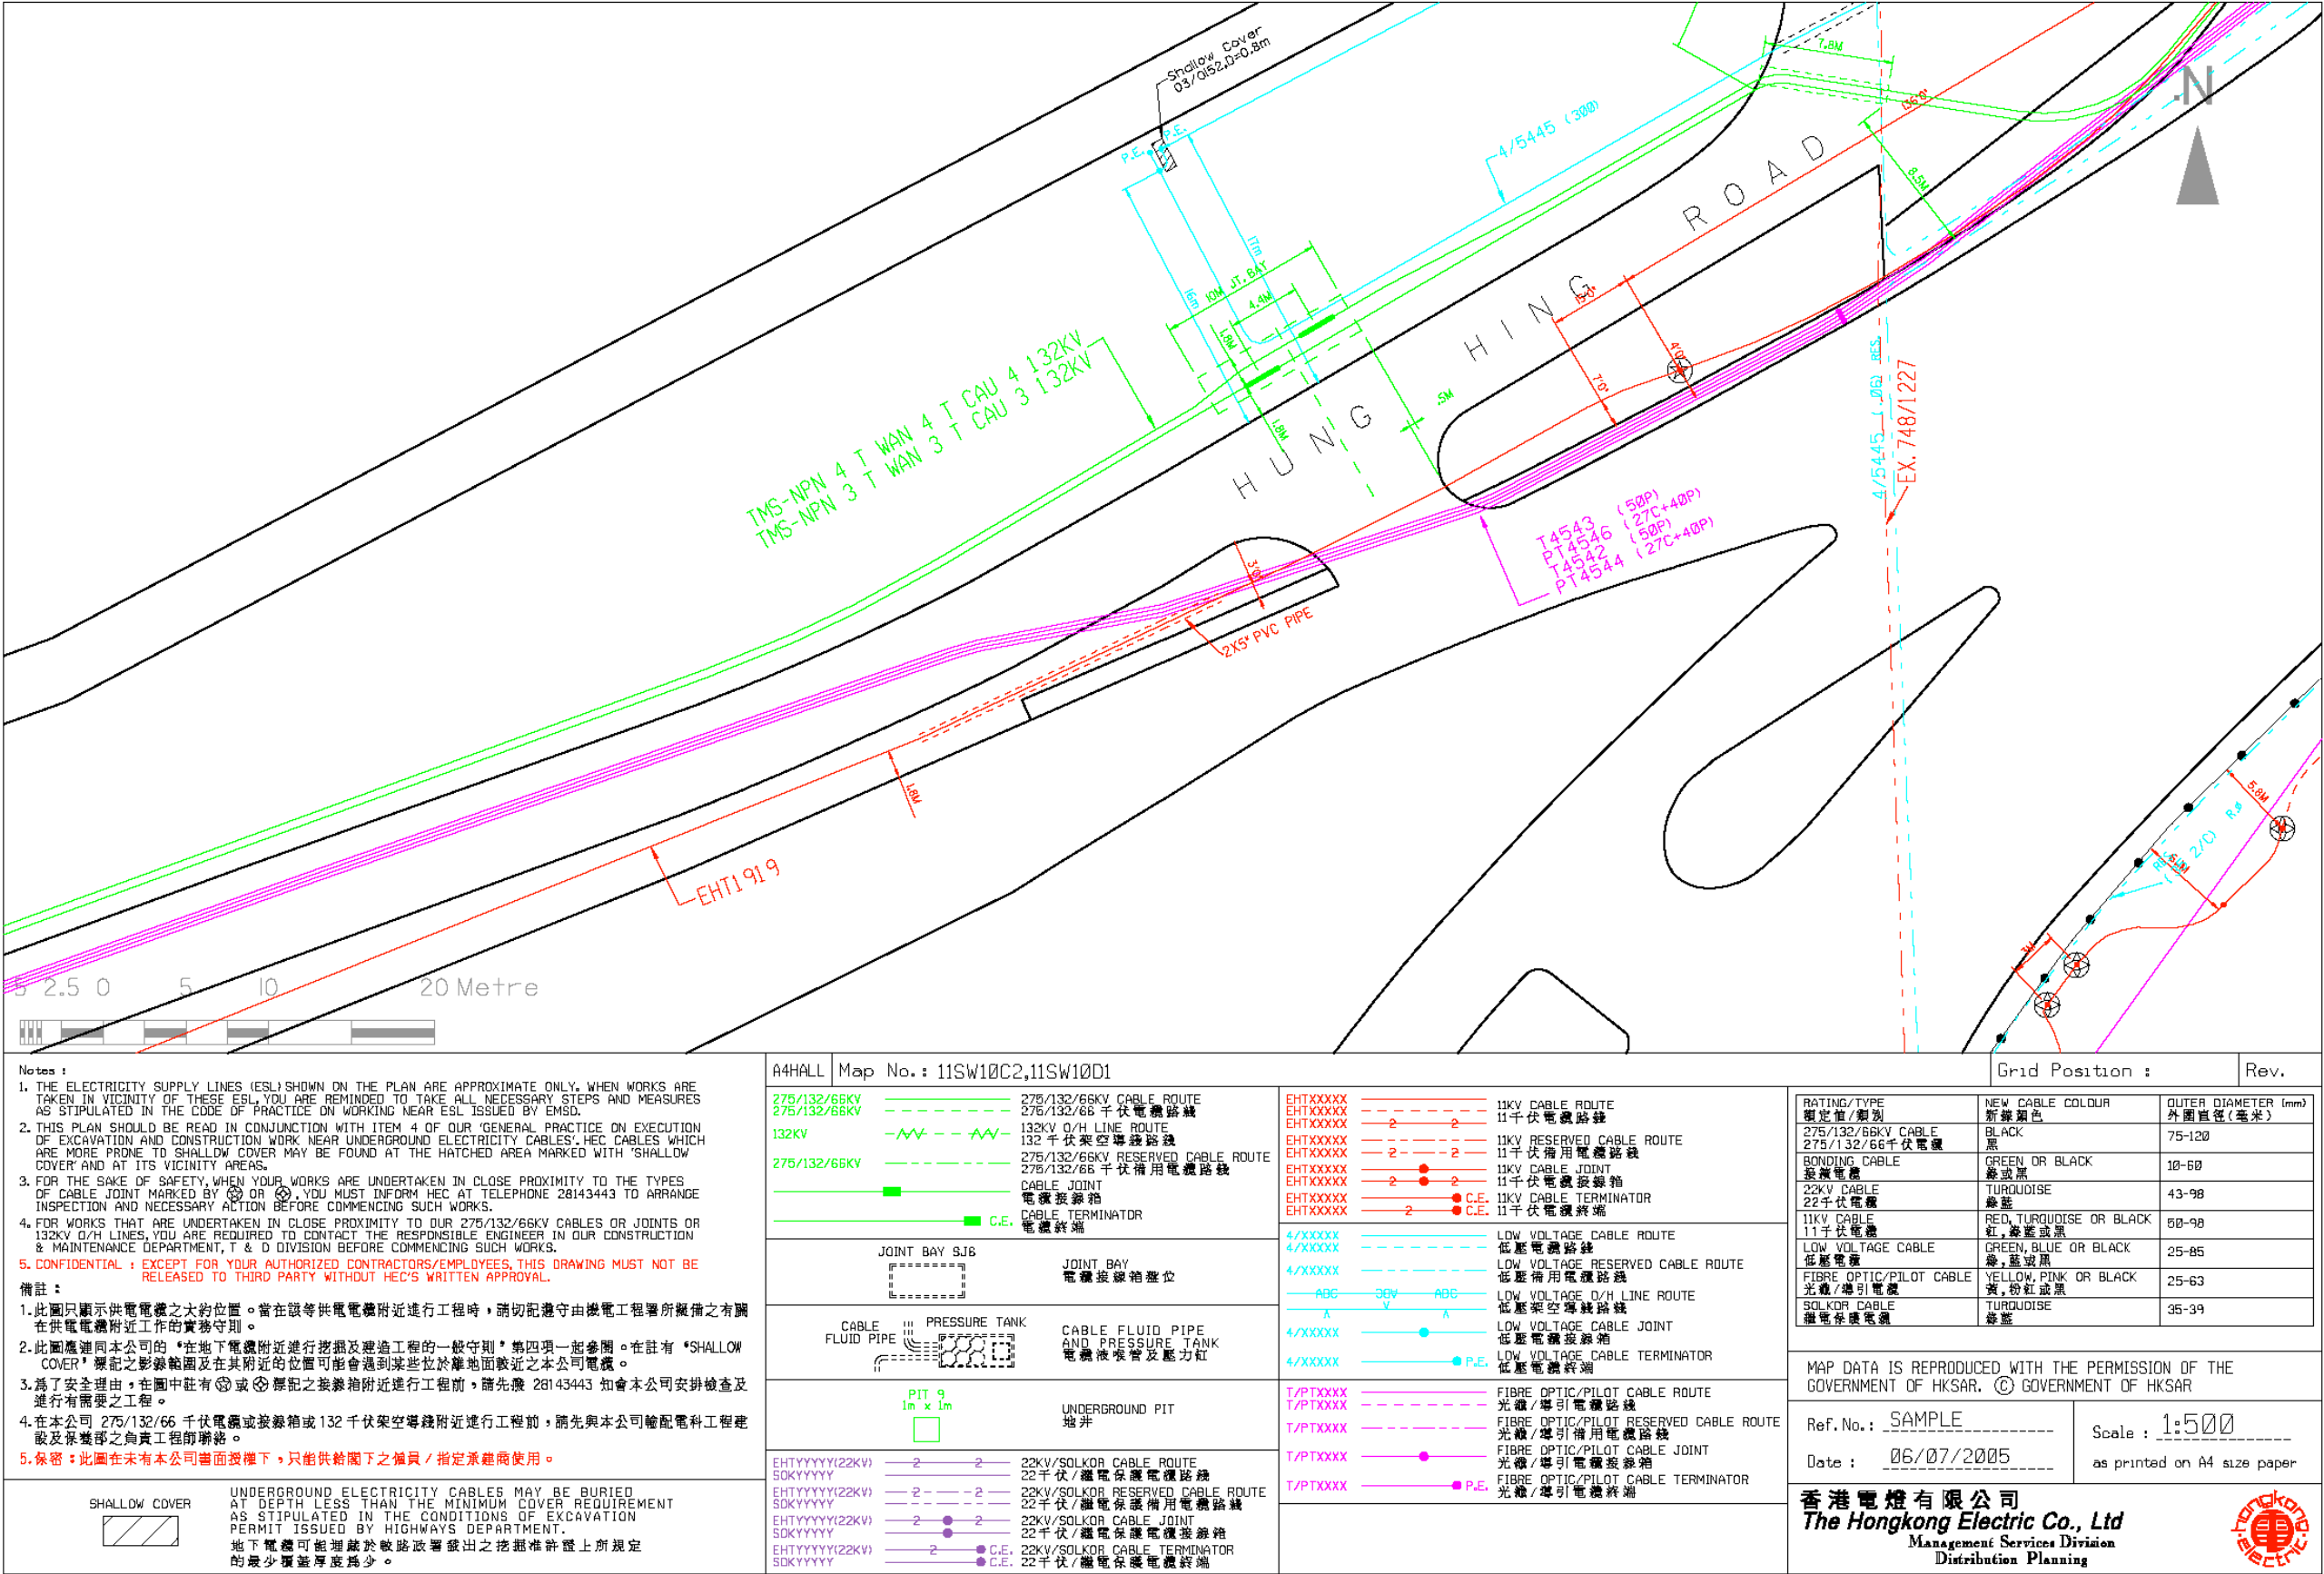 Shallow Cover
03/0152,D=0.8m
P.E.
P.E.
7.8M
N
136'0"
4/5445 (300)
8.5M
17m
16m
10M JT. BAY
4.4M
1.8M
1.8M
.5M
HUNG HING ROAD
15'0"
4'0"
7'0"
TMS-NPN 4 T WAN 4 T CAU 4 132KV
TMS-NPN 3 T WAN 3 T CAU 3 132KV
4/5445 (.06) RES.
EX. 748/1227
T4543 (50P)
PT4546 (27C+40P)
T4542 (50P)
PT4544 (27C+40P)
3'0"
2X5" PVC PIPE
1.8M
EHT1919
5.8M
R.Ø
2/C)
3M
5 2.5 0 5 10 20 Metre
Notes :
1. THE ELECTRICITY SUPPLY LINES (ESL) SHOWN ON THE PLAN ARE APPROXIMATE ONLY. WHEN WORKS ARE
TAKEN IN VICINITY OF THESE ESL, YOU ARE REMINDED TO TAKE ALL NECESSARY STEPS AND MEASURES
AS STIPULATED IN THE CODE OF PRACTICE ON WORKING NEAR ESL ISSUED BY EMSD.
2. THIS PLAN SHOULD BE READ IN CONJUNCTION WITH ITEM 4 OF OUR 'GENERAL PRACTICE ON EXECUTION
OF EXCAVATION AND CONSTRUCTION WORK NEAR UNDERGROUND ELECTRICITY CABLES'. HEC CABLES WHICH
ARE MORE PRONE TO SHALLOW COVER MAY BE FOUND AT THE HATCHED AREA MARKED WITH 'SHALLOW
COVER' AND AT ITS VICINITY AREAS.
3. FOR THE SAKE OF SAFETY, WHEN YOUR WORKS ARE UNDERTAKEN IN CLOSE PROXIMITY TO THE TYPES
OF CABLE JOINT MARKED BY OR , YOU MUST INFORM HEC AT TELEPHONE 28143443 TO ARRANGE
INSPECTION AND NECESSARY ACTION BEFORE COMMENCING SUCH WORKS.
4. FOR WORKS THAT ARE UNDERTAKEN IN CLOSE PROXIMITY TO OUR 275/132/66KV CABLES OR JOINTS OR
132KV O/H LINES, YOU ARE REQUIRED TO CONTACT THE RESPONSIBLE ENGINEER IN OUR CONSTRUCTION
& MAINTENANCE DEPARTMENT, T & D DIVISION BEFORE COMMENCING SUCH WORKS.
5. CONFIDENTIAL : EXCEPT FOR YOUR AUTHORIZED CONTRACTORS/EMPLOYEES, THIS DRAWING MUST NOT BE
RELEASED TO THIRD PARTY WITHOUT HEC'S WRITTEN APPROVAL.
備註：
1.此圖只顯示供電電纜之大約位置。當在該等供電電纜附近進行工程時，請切記遵守由機電工程署所擬備之有關
在供電電纜附近工作的實務守則。
2.此圖應連同本公司的“在地下電纜附近進行挖掘及建造工程的一般守則”第四項一起參閱。在註有“SHALLOW
COVER”標記之影線範圍及在其附近的位置可能會遇到某些位於離地面較近之本公司電纜。
3.為了安全理由，在圖中註有 或 標記之接線箱附近進行工程前，請先撥 28143443 知會本公司安排檢查及
進行有需要之工程。
4.在本公司 275/132/66 千伏電纜或接線箱或132 千伏架空導綫附近進行工程前，請先與本公司輸配電科工程建
設及保養部之負責工程師聯絡。
5.保密：此圖在未有本公司書面授權下，只能供給閣下之僱員 / 指定承建商使用。
SHALLOW COVER
UNDERGROUND ELECTRICITY CABLES MAY BE BURIED
AT DEPTH LESS THAN THE MINIMUM COVER REQUIREMENT
AS STIPULATED IN THE CONDITIONS OF EXCAVATION
PERMIT ISSUED BY HIGHWAYS DEPARTMENT.
地下電纜可能埋藏於較路政署發出之挖掘准許證上所規定
的最少覆蓋厚度為少。
A4HALL Map No.: 11SW10C2,11SW10D1
Grid Position :
Rev.
275/132/66KV 275/132/66KV CABLE ROUTE
275/132/66KV 275/132/66 千伏電纜路綫
132KV 132KV O/H LINE ROUTE
132 千伏架空導綫路綫
275/132/66KV 275/132/66KV RESERVED CABLE ROUTE
275/132/66 千伏備用電纜路綫
CABLE JOINT
電纜接線箱
C.E. CABLE TERMINATOR
電纜終端
JOINT BAY SJB JOINT BAY
電纜接線箱盤位
CABLE FLUID PIPE PRESSURE TANK
CABLE FLUID PIPE
AND PRESSURE TANK
電纜液喉管及壓力缸
PIT 9
1m x 1m
UNDERGROUND PIT
地井
EHTYYYYY(22KV) 2 2 22KV/SOLKOR CABLE ROUTE
SOKYYYYY 22千伏/繼電保護電纜路綫
EHTYYYYY(22KV) 2 2 22KV/SOLKOR RESERVED CABLE ROUTE
SOKYYYYY 22千伏/繼電保護備用電纜路綫
EHTYYYYY(22KV) 2 2 22KV/SOLKOR CABLE JOINT
SOKYYYYY 22千伏/繼電保護電纜接線箱
EHTYYYYY(22KV) 2 C.E. 22KV/SOLKOR CABLE TERMINATOR
SOKYYYYY C.E. 22千伏/繼電保護電纜終端
EHTXXXXX 11KV CABLE ROUTE
EHTXXXXX 11千伏電纜路綫
EHTXXXXX 2 2
EHTXXXXX 11KV RESERVED CABLE ROUTE
EHTXXXXX 2 2 11千伏備用電纜路綫
EHTXXXXX 11KV CABLE JOINT
EHTXXXXX 2 2 11千伏電纜接線箱
EHTXXXXX C.E. 11KV CABLE TERMINATOR
EHTXXXXX 2 C.E. 11千伏電纜終端
4/XXXXX LOW VOLTAGE CABLE ROUTE
4/XXXXX 低壓電纜路綫
4/XXXXX LOW VOLTAGE RESERVED CABLE ROUTE
低壓備用電纜路綫
ABC ABC LOW VOLTAGE O/H LINE ROUTE
低壓架空導綫路綫
4/XXXXX LOW VOLTAGE CABLE JOINT
低壓電纜接線箱
4/XXXXX P.E. LOW VOLTAGE CABLE TERMINATOR
低壓電纜終端
T/PTXXXX FIBRE OPTIC/PILOT CABLE ROUTE
T/PTXXXX 光纖/導引電纜路綫
T/PTXXXX FIBRE OPTIC/PILOT RESERVED CABLE ROUTE
光纖/導引備用電纜路綫
T/PTXXXX FIBRE OPTIC/PILOT CABLE JOINT
光纖/導引電纜接線箱
T/PTXXXX P.E. FIBRE OPTIC/PILOT CABLE TERMINATOR
光纖/導引電纜終端
RATING/TYPE NEW CABLE COLOUR OUTER DIAMETER (mm)
額定值/類別 新線顏色 外圍直徑(毫米)
275/132/66KV CABLE BLACK 75-120
275/132/66千伏電纜 黑
BONDING CABLE GREEN OR BLACK 10-60
接續電纜 綠或黑
22KV CABLE TURQUOISE 43-98
22千伏電纜 綠藍
11KV CABLE RED, TURQUOISE OR BLACK 50-98
11千伏電纜 紅,綠藍或黑
LOW VOLTAGE CABLE GREEN, BLUE OR BLACK 25-85
低壓電纜 綠,藍或黑
FIBRE OPTIC/PILOT CABLE YELLOW, PINK OR BLACK 25-63
光纖/導引電纜 黃,粉紅或黑
SOLKOR CABLE TURQUOISE 35-39
繼電保護電纜 綠藍
MAP DATA IS REPRODUCED WITH THE PERMISSION OF THE
GOVERNMENT OF HKSAR. © GOVERNMENT OF HKSAR
Ref. No.: SAMPLE
Date : 06/07/2005
Scale : 1:500
as printed on A4 size paper
香港電燈有限公司
The Hongkong Electric Co., Ltd
Management Services Division
Distribution Planning
hongkong electric